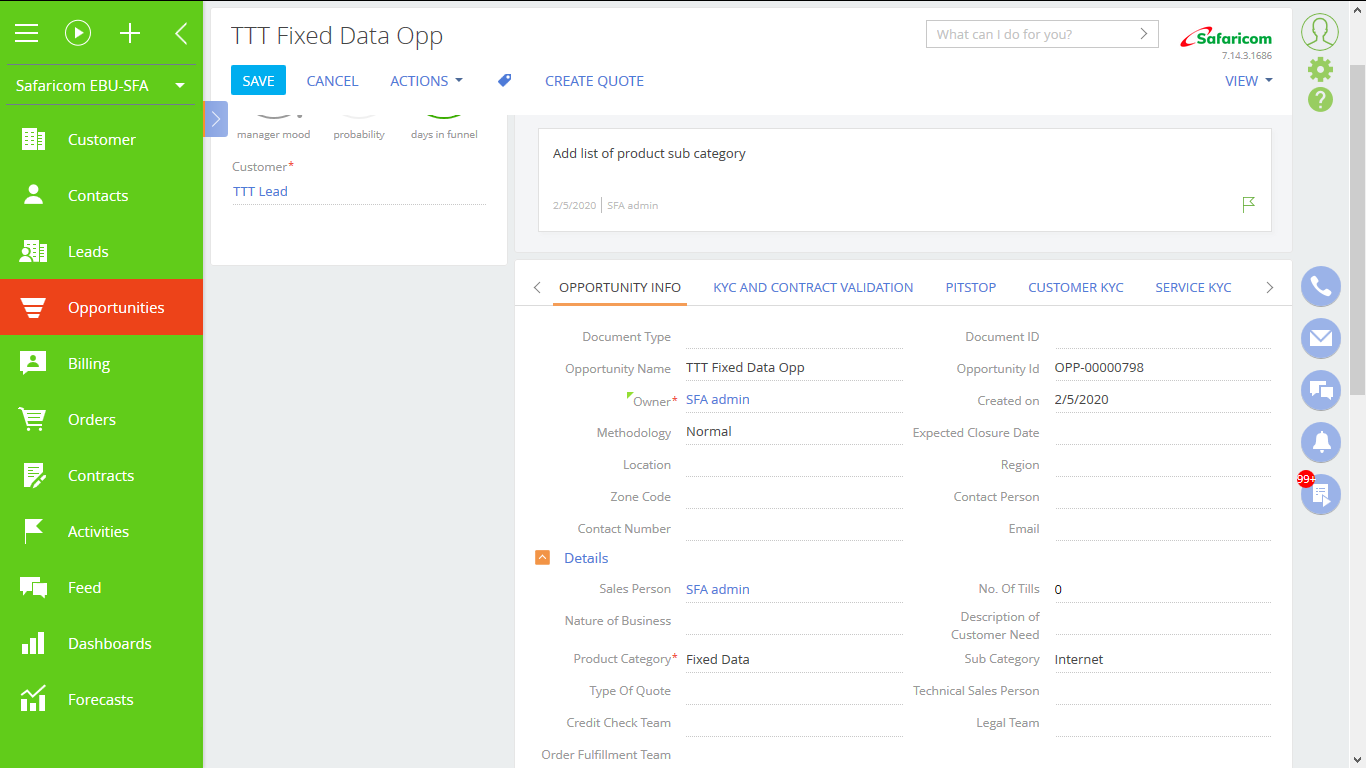 TTT Fixed Data Opp
What can I do for you?
Safaricom
7.14.3.1686
SAVE
CANCEL
ACTIONS
CREATE QUOTE
VIEW
Safaricom EBU-SFA
Customer
Contacts
Leads
Opportunities
Billing
Orders
Contracts
Activities
Feed
Dashboards
Forecasts
manager mood
probability
days in funnel
Customer*
TTT Lead
Add list of product sub category
2/5/2020 SFA admin
OPPORTUNITY INFO
KYC AND CONTRACT VALIDATION
PITSTOP
CUSTOMER KYC
SERVICE KYC
Document Type
Document ID
Opportunity Name TTT Fixed Data Opp
Opportunity Id OPP-00000798
Owner* SFA admin
Created on 2/5/2020
Methodology Normal
Expected Closure Date
Location
Region
Zone Code
Contact Person
Contact Number
Email
Details
Sales Person SFA admin
No. Of Tills 0
Nature of Business
Description of
Customer Need
Product Category* Fixed Data
Sub Category Internet
Type Of Quote
Technical Sales Person
Credit Check Team
Legal Team
Order Fulfillment Team
?
99+